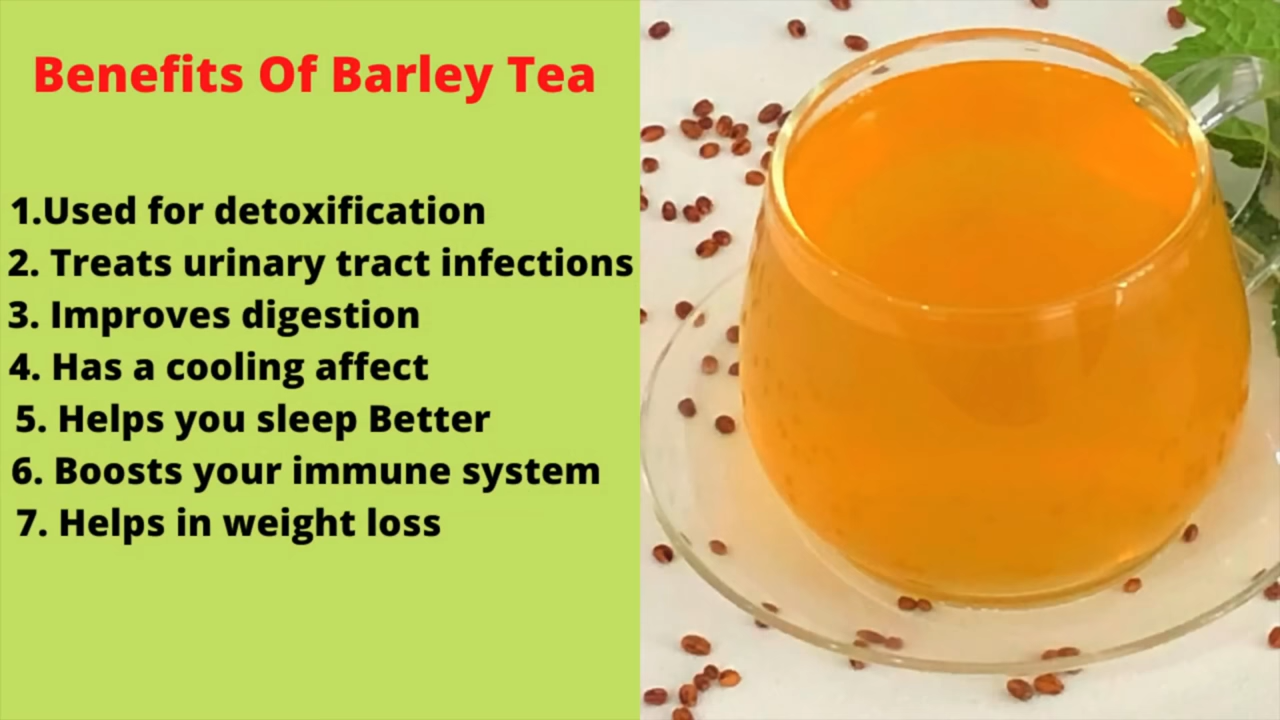 Benefits Of Barley Tea
1.Used for detoxification
2. Treats urinary tract infections
3. Improves digestion
4. Has a cooling affect
5. Helps you sleep Better
6. Boosts your immune system
7. Helps in weight loss